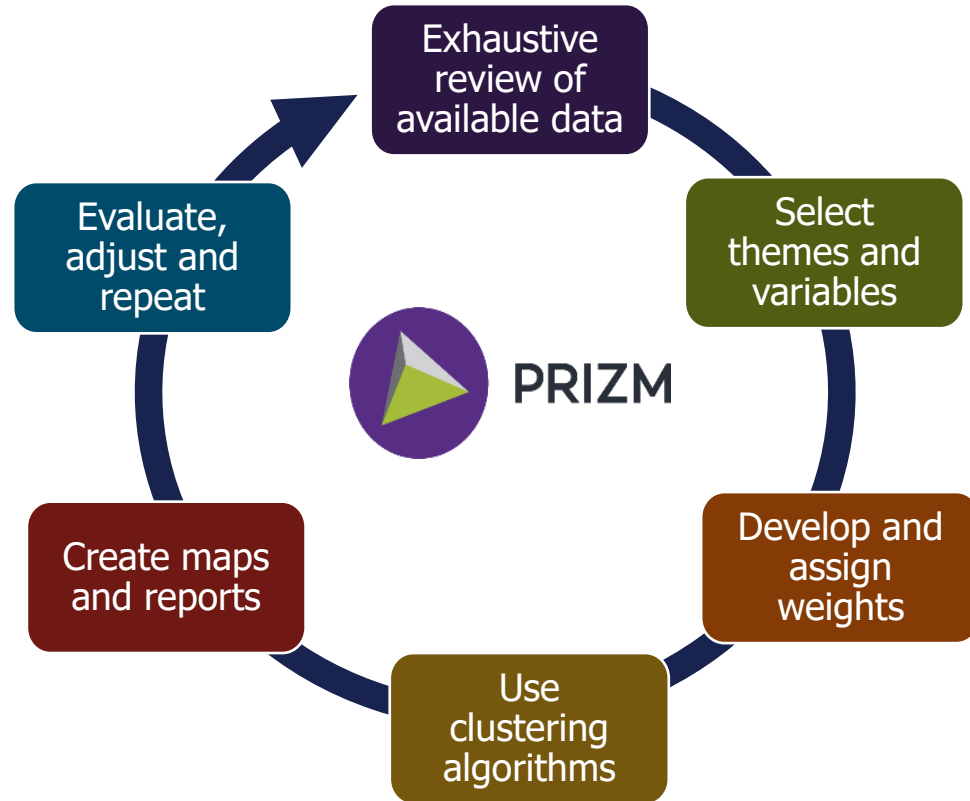 Exhaustive
review of
available data
Select
themes and
variables
Develop and
assign
weights
Use
clustering
algorithms
Create maps
and reports
Evaluate,
adjust and
repeat
PRIZM